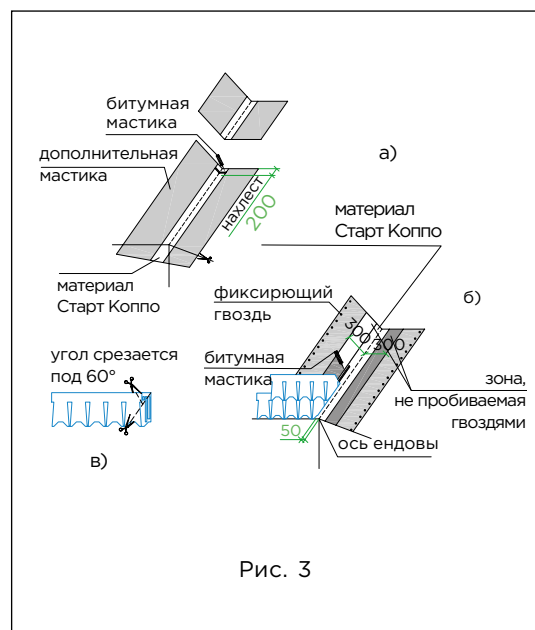 битумная
мастика
а)
дополнительная
мастика
нахлест
200
материал
Старт Коппо
материал
Старт Коппо
фиксирющий
гвоздь
б)
300
300
угол срезается
под 60°
битумная
мастика
зона,
не пробиваемая
гвоздями
50
ось ендовы
в)
Рис. 3